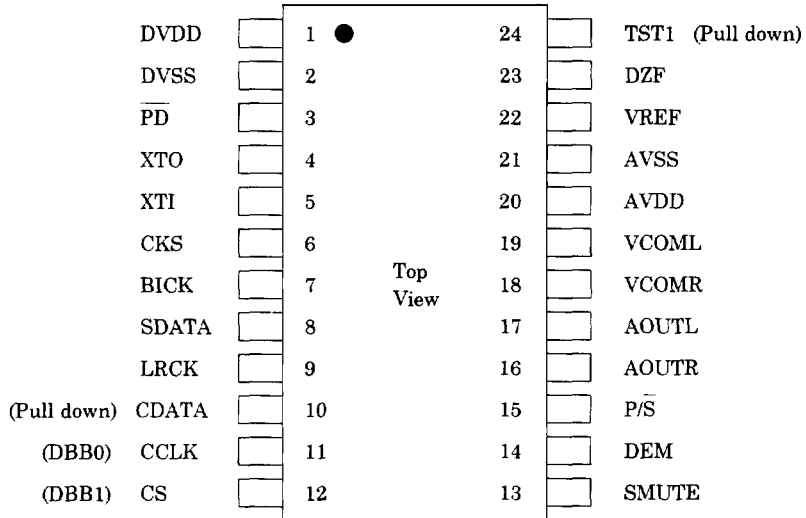 DVDD 1 24 TST1 (Pull down)
DVSS 2 23 DZF
P̅D̅ 3 22 VREF
XTO 4 21 AVSS
XTI 5 20 AVDD
CKS 6 19 VCOML
BICK 7 Top View 18 VCOMR
SDATA 8 17 AOUTL
LRCK 9 16 AOUTR
(Pull down) CDATA 10 15 P/S̅
(DBB0) CCLK 11 14 DEM
(DBB1) CS 12 13 SMUTE